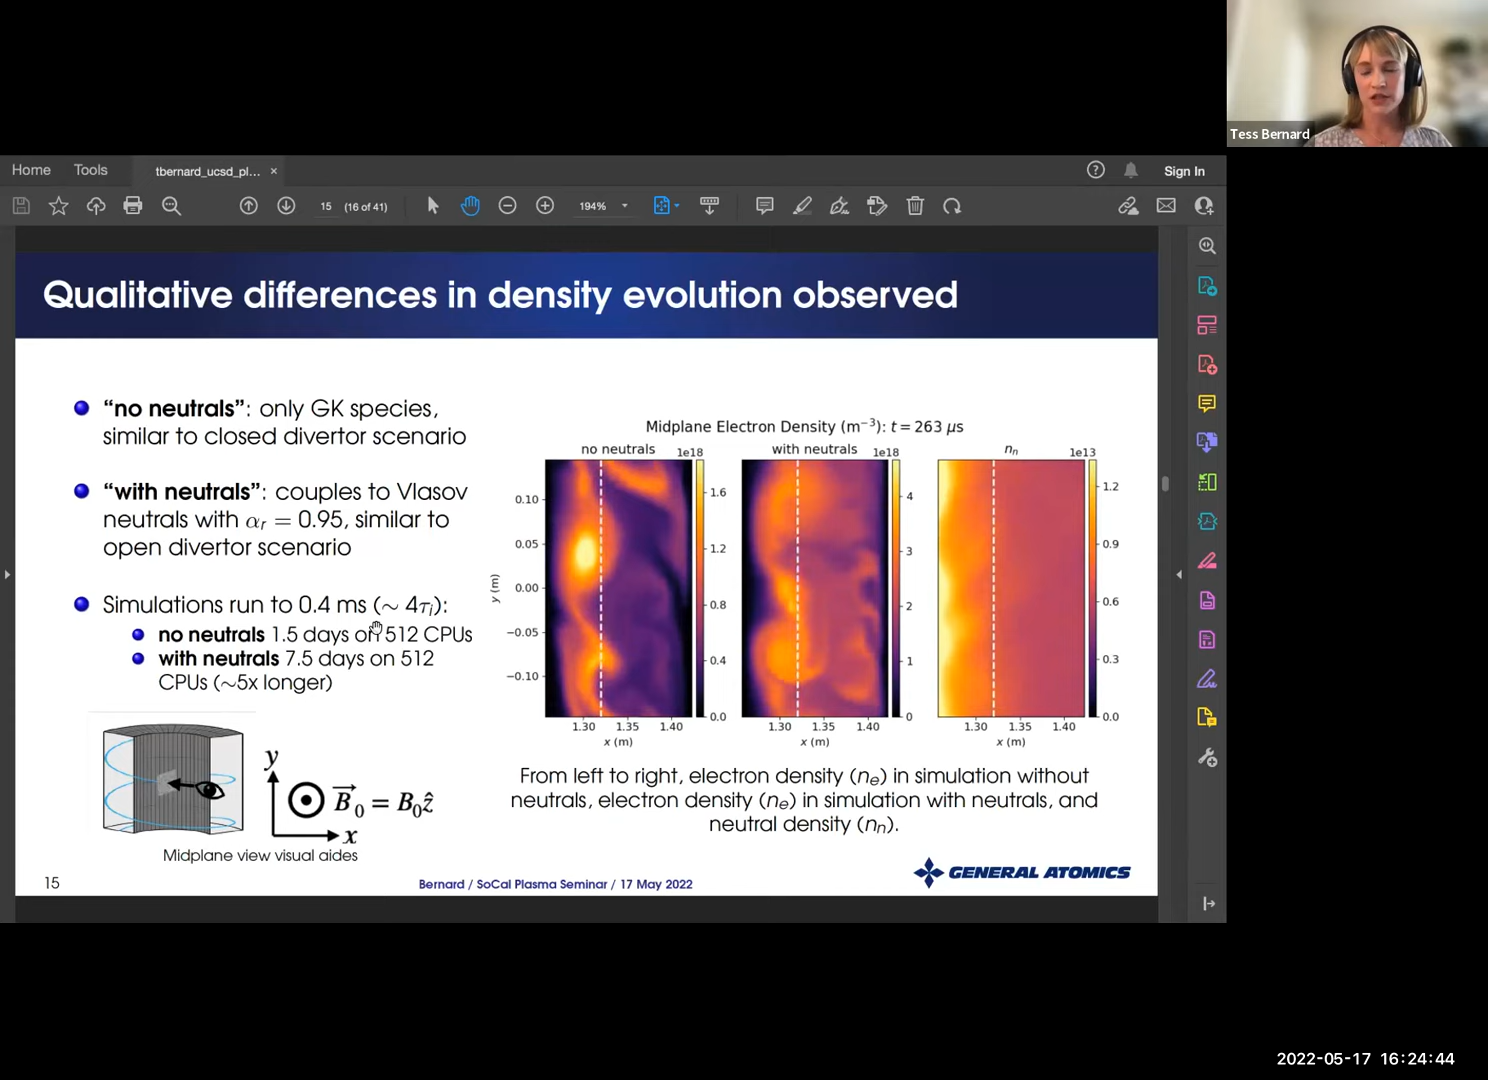 Tess Bernard
Home Tools tbernard_ucsd_pl... × Sign In
15 (16 of 41) 194%
Qualitative differences in density evolution observed
“no neutrals”: only GK species,
similar to closed divertor scenario
“with neutrals”: couples to Vlasov
neutrals with αr = 0.95, similar to
open divertor scenario
Simulations run to 0.4 ms (∼ 4τi):
no neutrals 1.5 days on 512 CPUs
with neutrals 7.5 days on 512
CPUs (∼5x longer)
y
B⃗0 = B0ẑ
x
Midplane view visual aides
Midplane Electron Density (m⁻³): t = 263 μs
no neutrals 1e18 with neutrals 1e18 nn 1e13
0.10
0.05
0.00
−0.05
−0.10
y (m)
1.6
1.2
0.8
0.4
0.0
4
3
2
1
0
1.2
0.9
0.6
0.3
0.0
1.30 1.35 1.40 1.30 1.35 1.40 1.30 1.35 1.40
x (m) x (m) x (m)
From left to right, electron density (ne) in simulation without
neutrals, electron density (ne) in simulation with neutrals, and
neutral density (nn).
15
Bernard / SoCal Plasma Seminar / 17 May 2022
GENERAL ATOMICS
2022-05-17 16:24:44